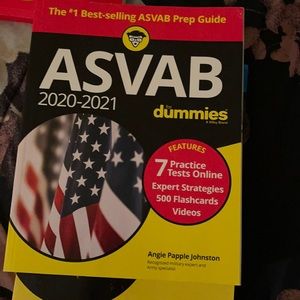 The #1 Best-selling ASVAB Prep Guide
ASVAB
2020-2021
for
dummies
A Wiley Brand
FEATURES
7 Practice
Tests Online
Expert Strategies
500 Flashcards
Videos
Angie Papple Johnston
Recognized military expert and
Army specialist